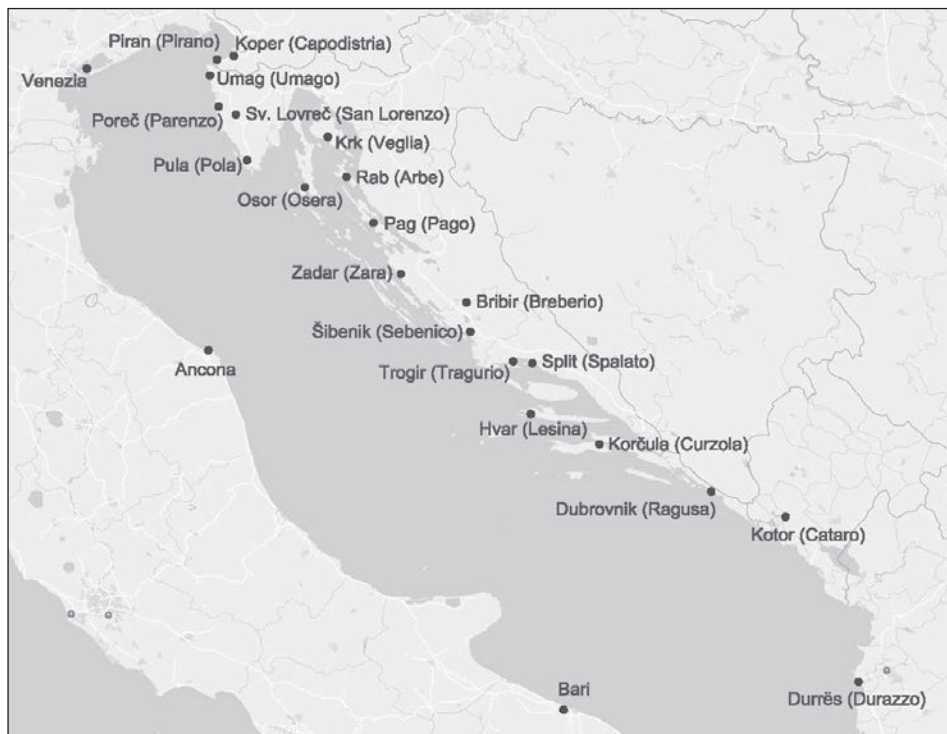 Piran (Pirano)
Koper (Capodistria)
Venezia
Umag (Umago)
Poreč (Parenzo)
Sv. Lovreč (San Lorenzo)
Krk (Veglia)
Pula (Pola)
Rab (Arbe)
Osor (Osera)
Pag (Pago)
Zadar (Zara)
Bribir (Breberio)
Šibenik (Sebenico)
Ancona
Trogir (Tragurio)
Split (Spalato)
Hvar (Lesina)
Korčula (Curzola)
Dubrovnik (Ragusa)
Kotor (Cataro)
Bari
Durrës (Durazzo)